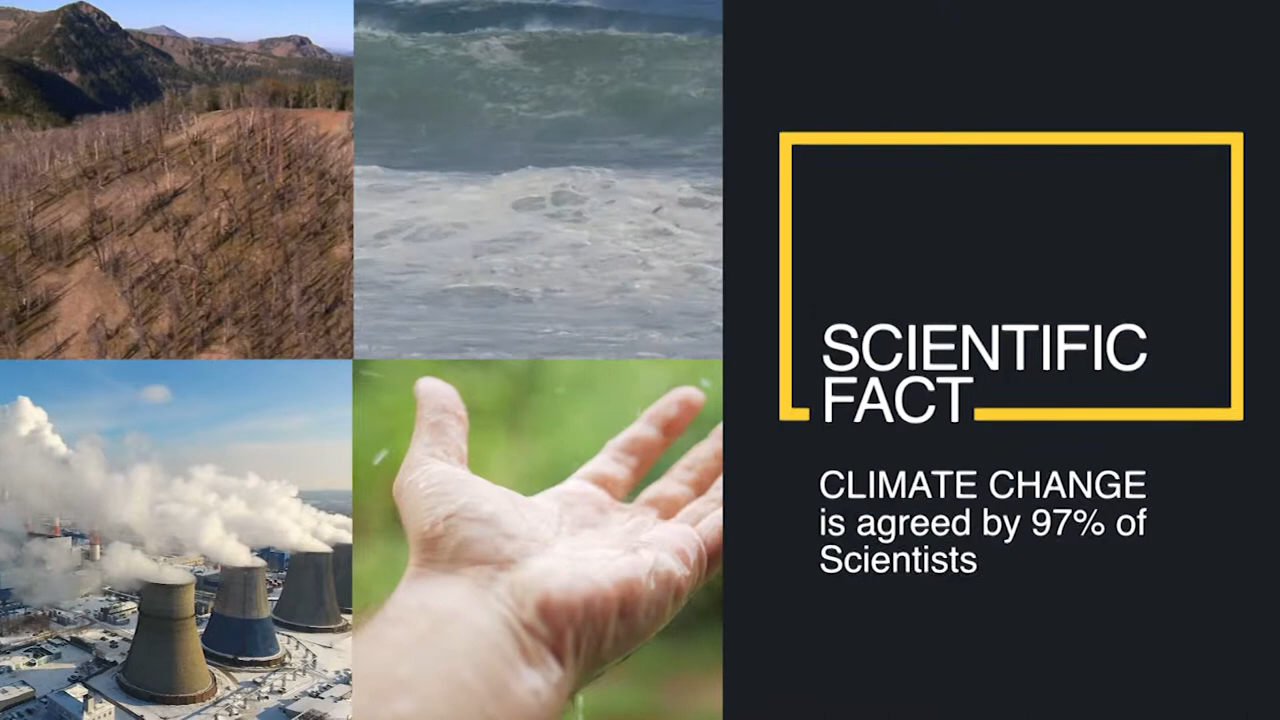 SCIENTIFIC
FACT
CLIMATE CHANGE
is agreed by 97% of
Scientists